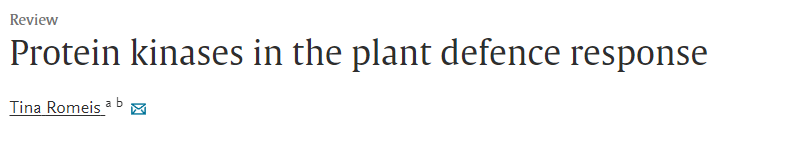 Review
Protein kinases in the plant defence response
Tina Romeis a b